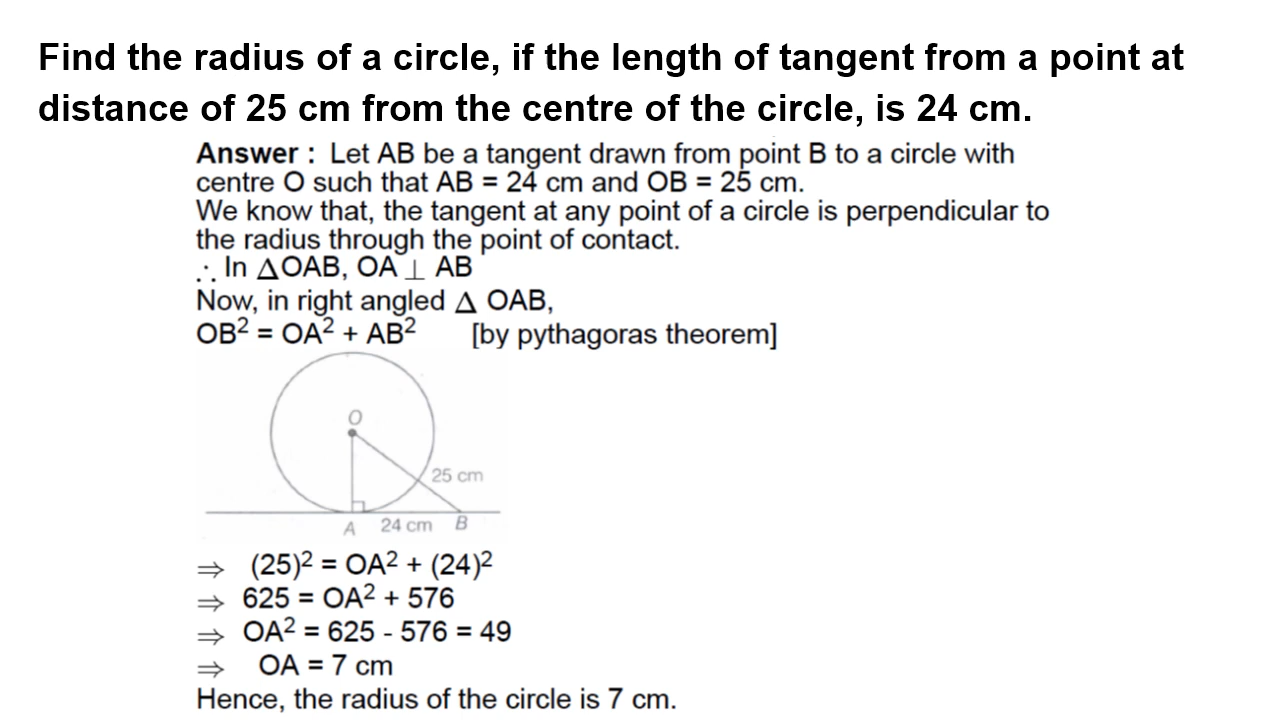 Find the radius of a circle, if the length of tangent from a point at
distance of 25 cm from the centre of the circle, is 24 cm.
Answer : Let AB be a tangent drawn from point B to a circle with
centre O such that AB = 24 cm and OB = 25 cm.
We know that, the tangent at any point of a circle is perpendicular to
the radius through the point of contact.
∴ In ΔOAB, OA ⊥ AB
Now, in right angled Δ OAB,
OB² = OA² + AB² [by pythagoras theorem]
O
25 cm
A 24 cm B
⇒ (25)² = OA² + (24)²
⇒ 625 = OA² + 576
⇒ OA² = 625 - 576 = 49
⇒ OA = 7 cm
Hence, the radius of the circle is 7 cm.